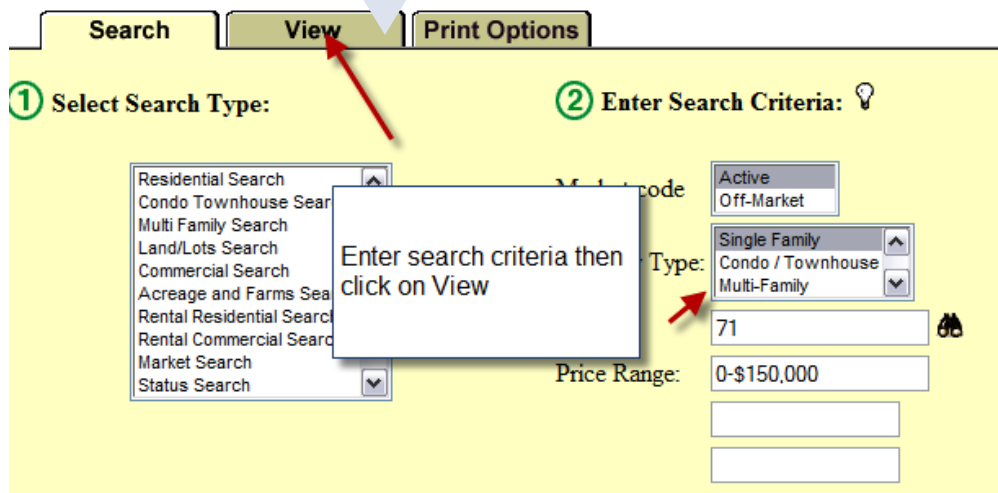 Search View Print Options
1 Select Search Type:
2 Enter Search Criteria:
Residential Search
Condo Townhouse Sear
Multi Family Search
Land/Lots Search
Commercial Search
Acreage and Farms Sea
Rental Residential Search
Rental Commercial Searc
Market Search
Status Search
Enter search criteria then
click on View
code
Active
Off-Market
Type:
Single Family
Condo / Townhouse
Multi-Family
71
Price Range: 0-$150,000